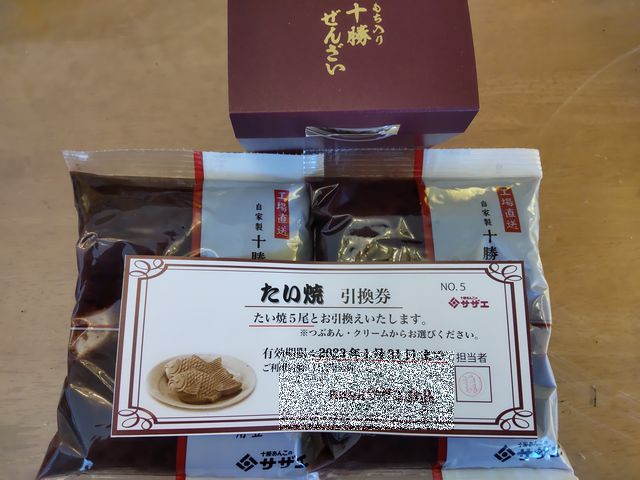 もち入り
十勝
ぜんざい
工場直送
自家製
十勝
工場直送
自家製
十勝
たい焼 引換券
NO.5
十勝あんこの
サザエ
たい焼5尾とお引換えいたします。
※つぶあん・クリームからお選びください。
有効期限
担当者
十勝あんこの
サザエ
十勝あんこの
サザエ